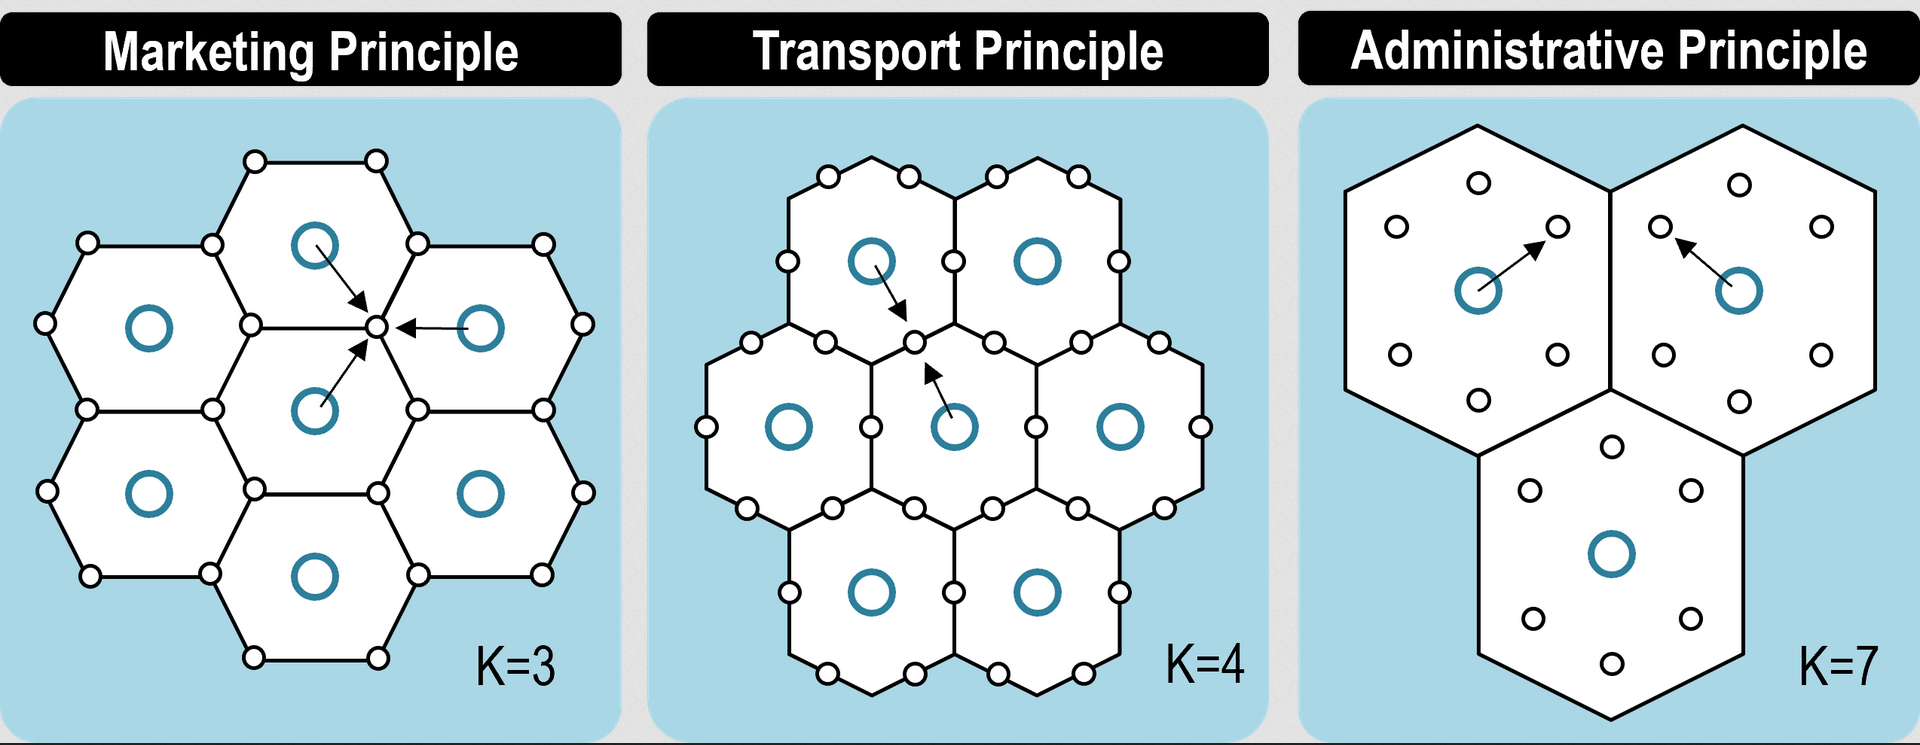 Marketing Principle
Transport Principle
Administrative Principle
K=3
K=4
K=7